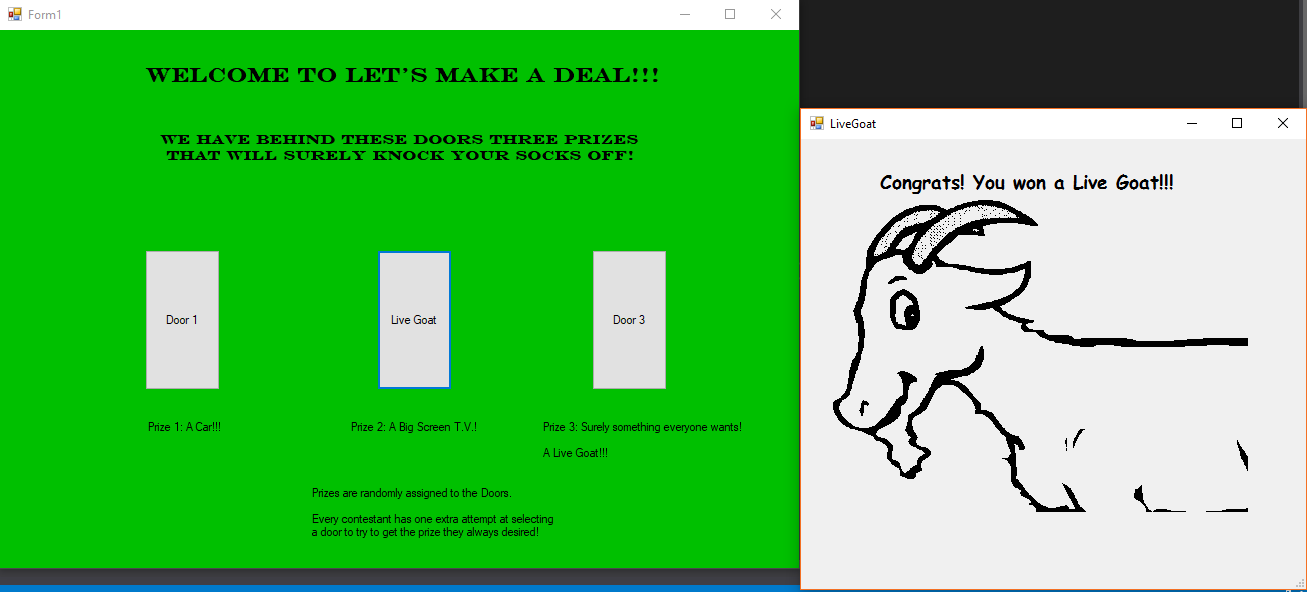 Form1
WELCOME TO LET'S MAKE A DEAL!!!
WE HAVE BEHIND THESE DOORS THREE PRIZES
THAT WILL SURELY KNOCK YOUR SOCKS OFF!
Door 1
Live Goat
Door 3
Prize 1: A Car!!!
Prize 2: A Big Screen T.V.!
Prize 3: Surely something everyone wants!
A Live Goat!!!
Prizes are randomly assigned to the Doors.
Every contestant has one extra attempt at selecting
a door to try to get the prize they always desired!
LiveGoat
Congrats! You won a Live Goat!!!